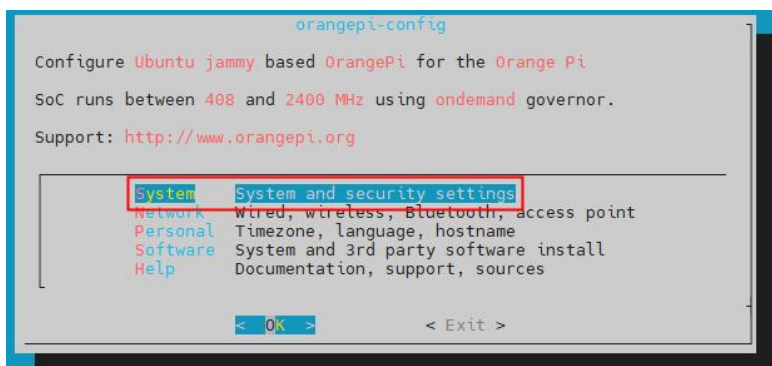 orangepi-config
Configure Ubuntu jammy based OrangePi for the Orange Pi
SoC runs between 408 and 2400 MHz using ondemand governor.
Support: http://www.orangepi.org
System System and security settings
Network Wired, wireless, Bluetooth, access point
Personal Timezone, language, hostname
Software System and 3rd party software install
Help Documentation, support, sources
< OK > < Exit >